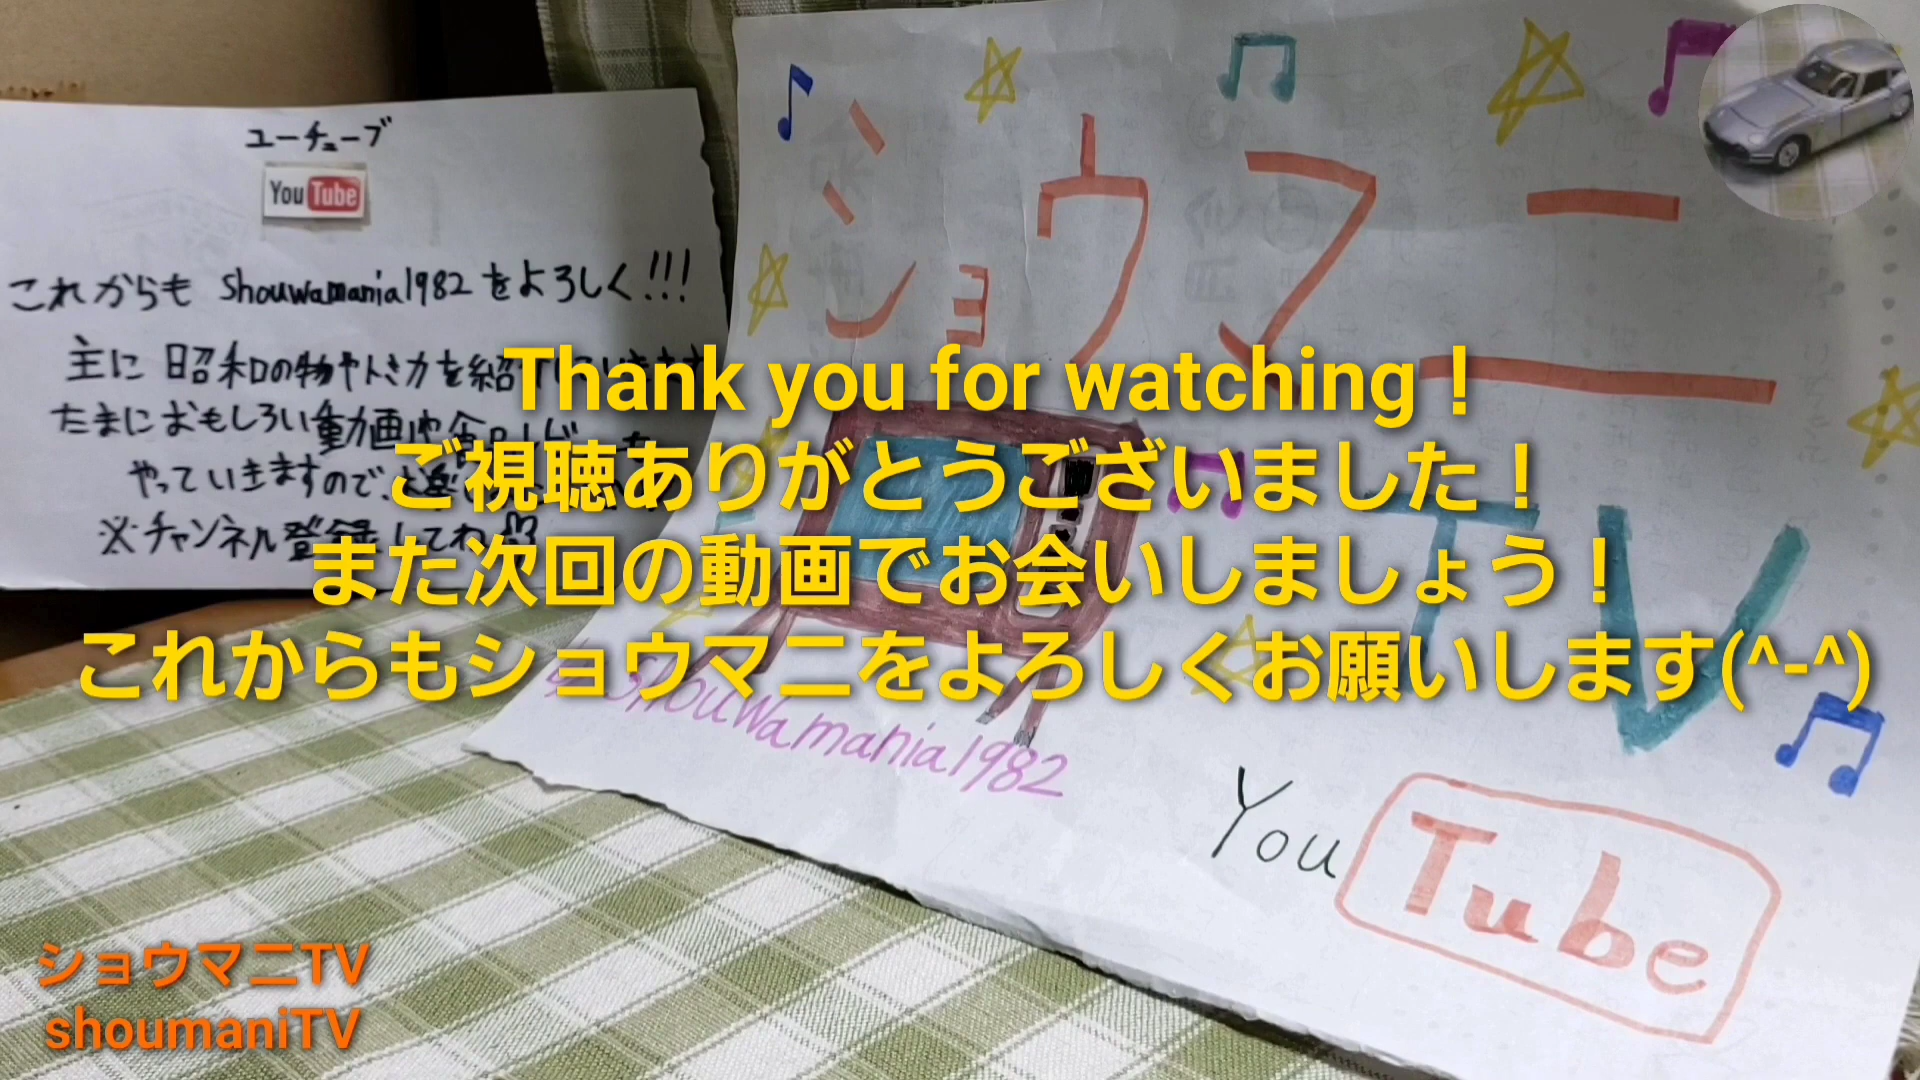 ユーチューブ
YouTube
これからも shouwamania1982 をよろしく!!!
主に 昭和の物や
たまにおもしろい動画や
やっていきますので、
※チャンネル登録してね
ショウマニ
TV
shouwamania1982
You Tube
Thank you for watching！
ご視聴ありがとうございました！
また次回の動画でお会いしましょう！
これからもショウマニをよろしくお願いします(^-^)
ショウマニTV
shoumaniTV